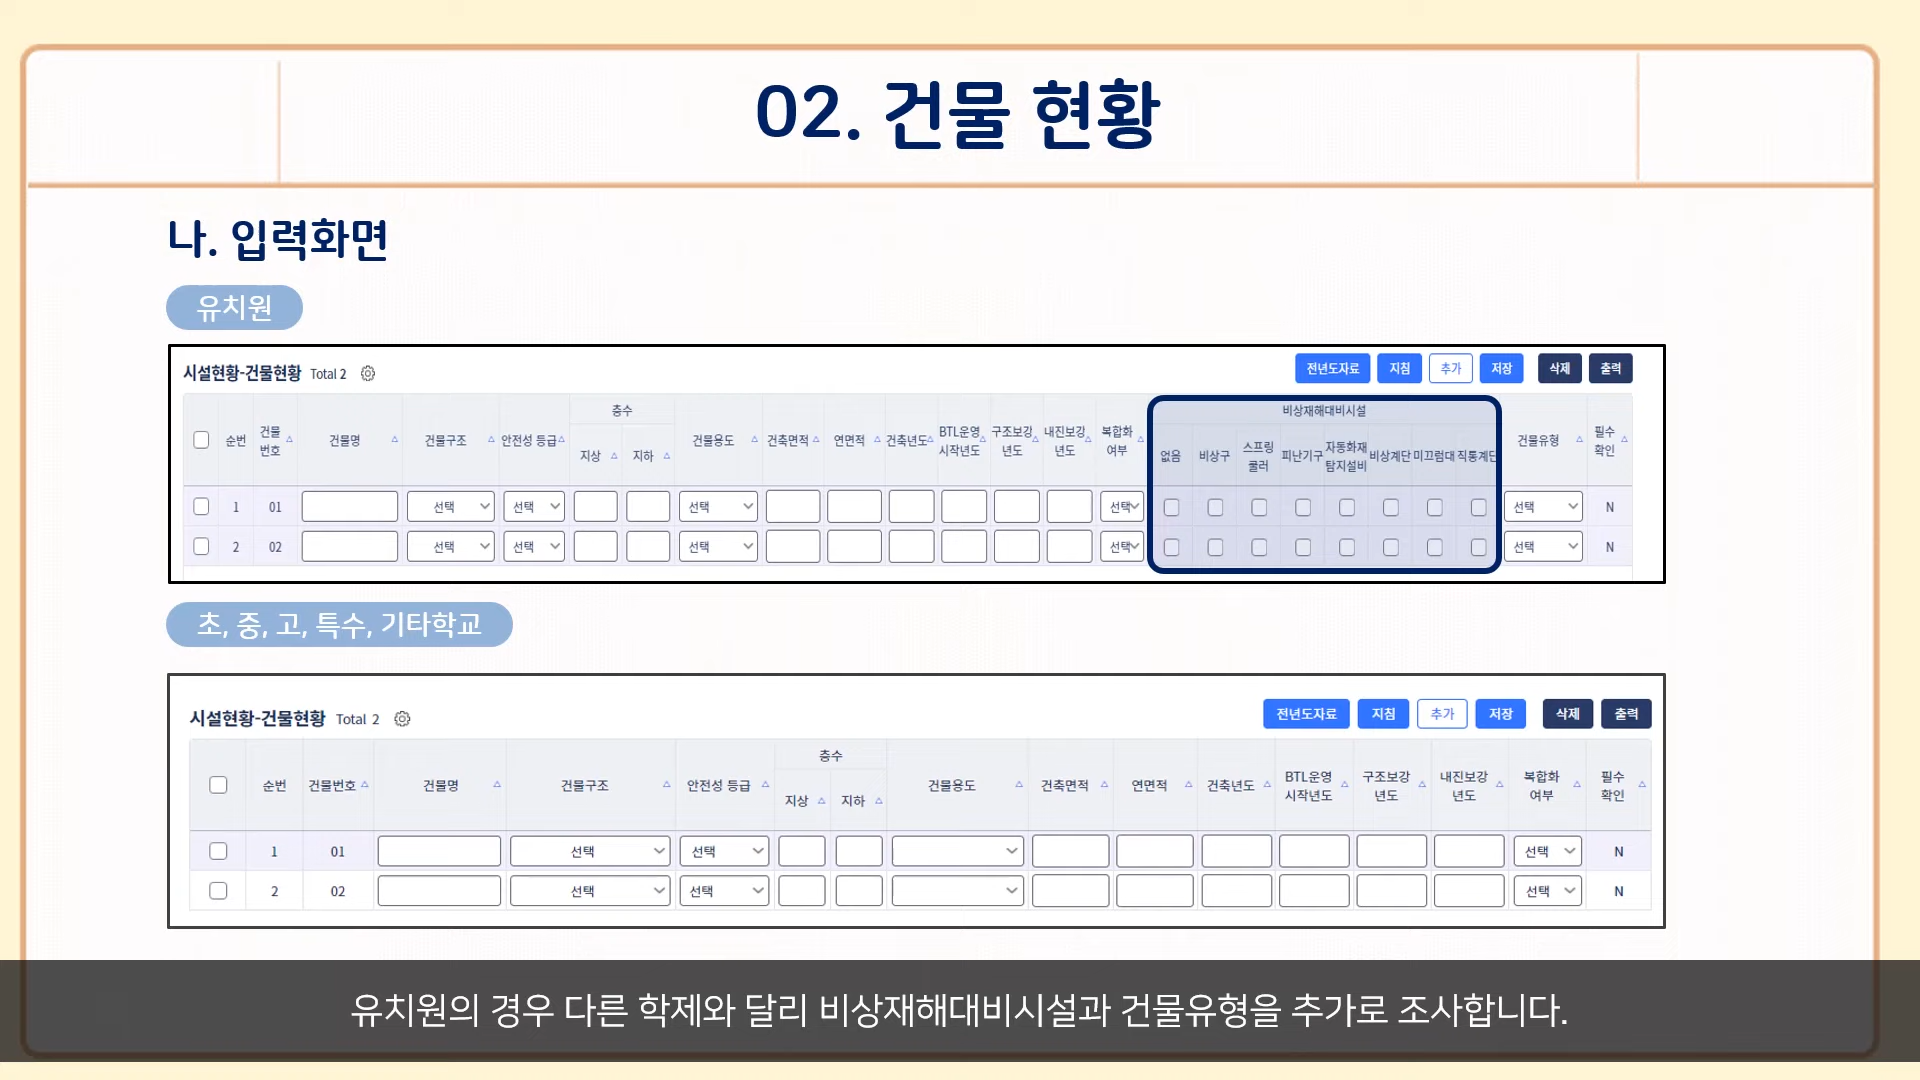 02. 건물 현황
나. 입력화면
유치원
시설현황-건물현황 Total 2 전년도자료 지침 추가 저장 삭제 출력
순번 건물 번호 건물명 건물구조 안전성 등급 층수 지상 지하 건물용도 건축면적 연면적 건축년도 BTL운영 시작년도 구조보강 년도 내진보강 년도 복합화 여부 비상재해대비시설 없음 비상구 스프링 쿨러 피난기구 자동화재 탐지설비 비상계단 미끄럼대 직통계단 건물유형 필수 확인
1 01 선택 선택 선택 선택 선택 N
2 02 선택 선택 선택 선택 선택 N
초, 중, 고, 특수, 기타학교
시설현황-건물현황 Total 2 전년도자료 지침 추가 저장 삭제 출력
순번 건물번호 건물명 건물구조 안전성 등급 층수 지상 지하 건물용도 건축면적 연면적 건축년도 BTL운영 시작년도 구조보강 년도 내진보강 년도 복합화 여부 필수 확인
1 01 선택 선택 선택 N
2 02 선택 선택 선택 N
유치원의 경우 다른 학제와 달리 비상재해대비시설과 건물유형을 추가로 조사합니다.